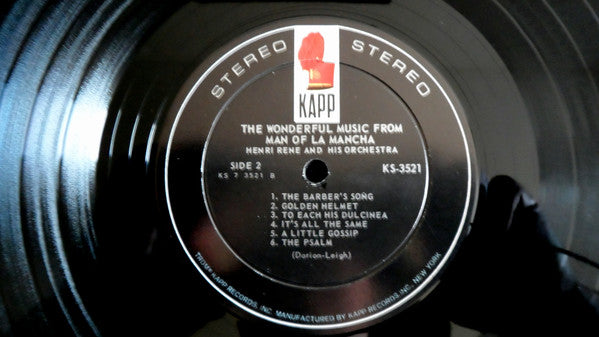 STEREO STEREO
KAPP
THE WONDERFUL MUSIC FROM
MAN OF LA MANCHA
HENRI RENE AND HIS ORCHESTRA
SIDE 2
KS-3521
KS 7 3521 B
1. THE BARBER'S SONG
2. GOLDEN HELMET
3. TO EACH HIS DULCINEA
4. IT'S ALL THE SAME
5. A LITTLE GOSSIP
6. THE PSALM
(Darion-Leigh)
KAPP RECORDS, INC. MANUFACTURED BY KAPP RECORDS INC. NEW YORK